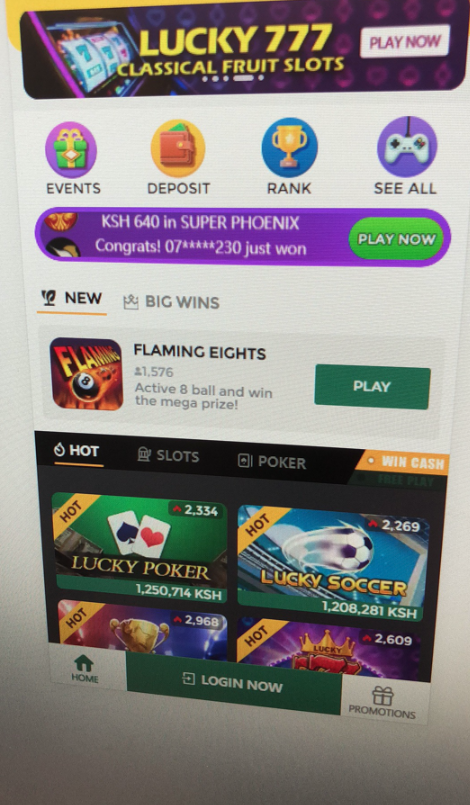 LUCKY 777
CLASSICAL FRUIT SLOTS
PLAY NOW
EVENTS
DEPOSIT
RANK
SEE ALL
KSH 640 in SUPER PHOENIX
Congrats! 07*****230 just won
PLAY NOW
NEW
BIG WINS
FLAMING
8
FLAMING EIGHTS
1,576
Active 8 ball and win
the mega prize!
PLAY
HOT
SLOTS
POKER
WIN CASH
FREE PLAY
HOT
2,334
LUCKY POKER
1,250,714 KSH
HOT
2,269
LUCKY SOCCER
1,208,281 KSH
HOT
2,968
HOT
2,609
LUCKY
HOME
LOGIN NOW
PROMOTIONS